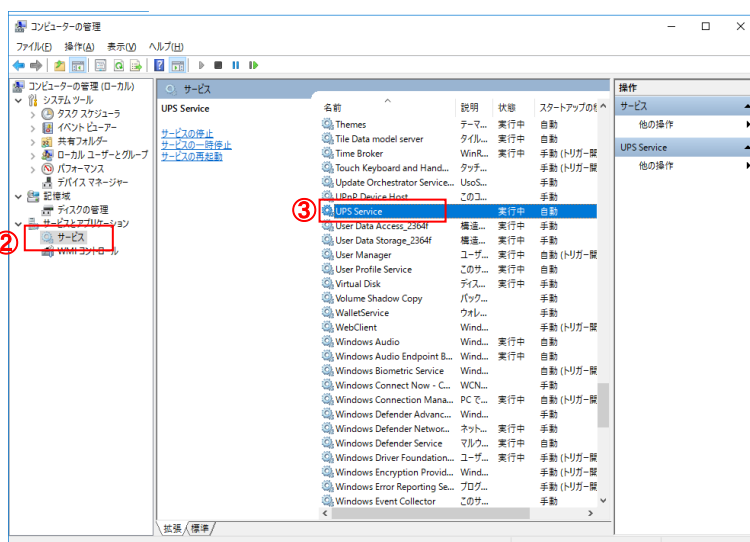 コンピューターの管理
ファイル(F) 操作(A) 表示(V) ヘルプ(H)
コンピューターの管理 (ローカル)
システム ツール
タスク スケジューラ
イベント ビューアー
共有フォルダー
ローカル ユーザーとグループ
パフォーマンス
デバイス マネージャー
記憶域
ディスクの管理
サービスとアプリケーション
② サービス
WMI コントロール
サービス
UPS Service
サービスの停止
サービスの一時停止
サービスの再起動
名前 説明 状態 スタートアップの種
Themes テーマ... 実行中 自動
Tile Data model server タイル... 実行中 自動
Time Broker WinR... 実行中 手動 (トリガー開
Touch Keyboard and Hand... タッチ... 手動 (トリガー開
Update Orchestrator Service... UsoS... 手動
UPnP Device Host このコ... 手動
③ UPS Service 実行中 自動
User Data Access_2364f 構造... 実行中 手動
User Data Storage_2364f 構造... 実行中 手動
User Manager ユーザ... 実行中 自動 (トリガー開
User Profile Service このサ... 実行中 自動
Virtual Disk ディス... 実行中 手動
Volume Shadow Copy バック... 手動
WalletService ウォレ... 手動
WebClient Wind... 手動 (トリガー開
Windows Audio Wind... 実行中 自動
Windows Audio Endpoint B... Wind... 実行中 自動
Windows Biometric Service Wind... 自動 (トリガー開
Windows Connect Now - C... WCN... 手動
Windows Connection Mana... PC で... 実行中 自動 (トリガー開
Windows Defender Advanc... Wind... 手動
Windows Defender Networ... ネット... 実行中 手動
Windows Defender Service マルウ... 実行中 自動
Windows Driver Foundation... ユーザ... 実行中 手動 (トリガー開
Windows Encryption Provid... Wind... 手動 (トリガー開
Windows Error Reporting Se... プログ... 手動 (トリガー開
Windows Event Collector このサ... 手動
拡張 標準
操作
サービス
他の操作
UPS Service
他の操作